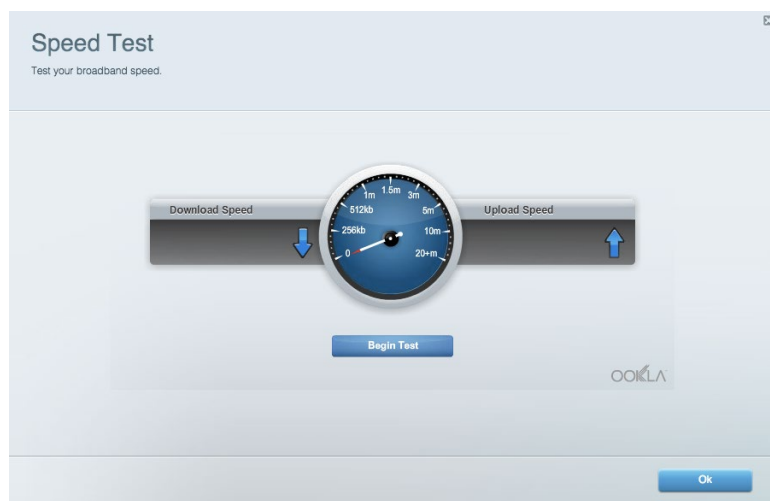 Speed Test
Test your broadband speed.
Download Speed
Upload Speed
0
256kb
512kb
1m
1.5m
3m
5m
10m
20+m
Begin Test
OOKLA
Ok